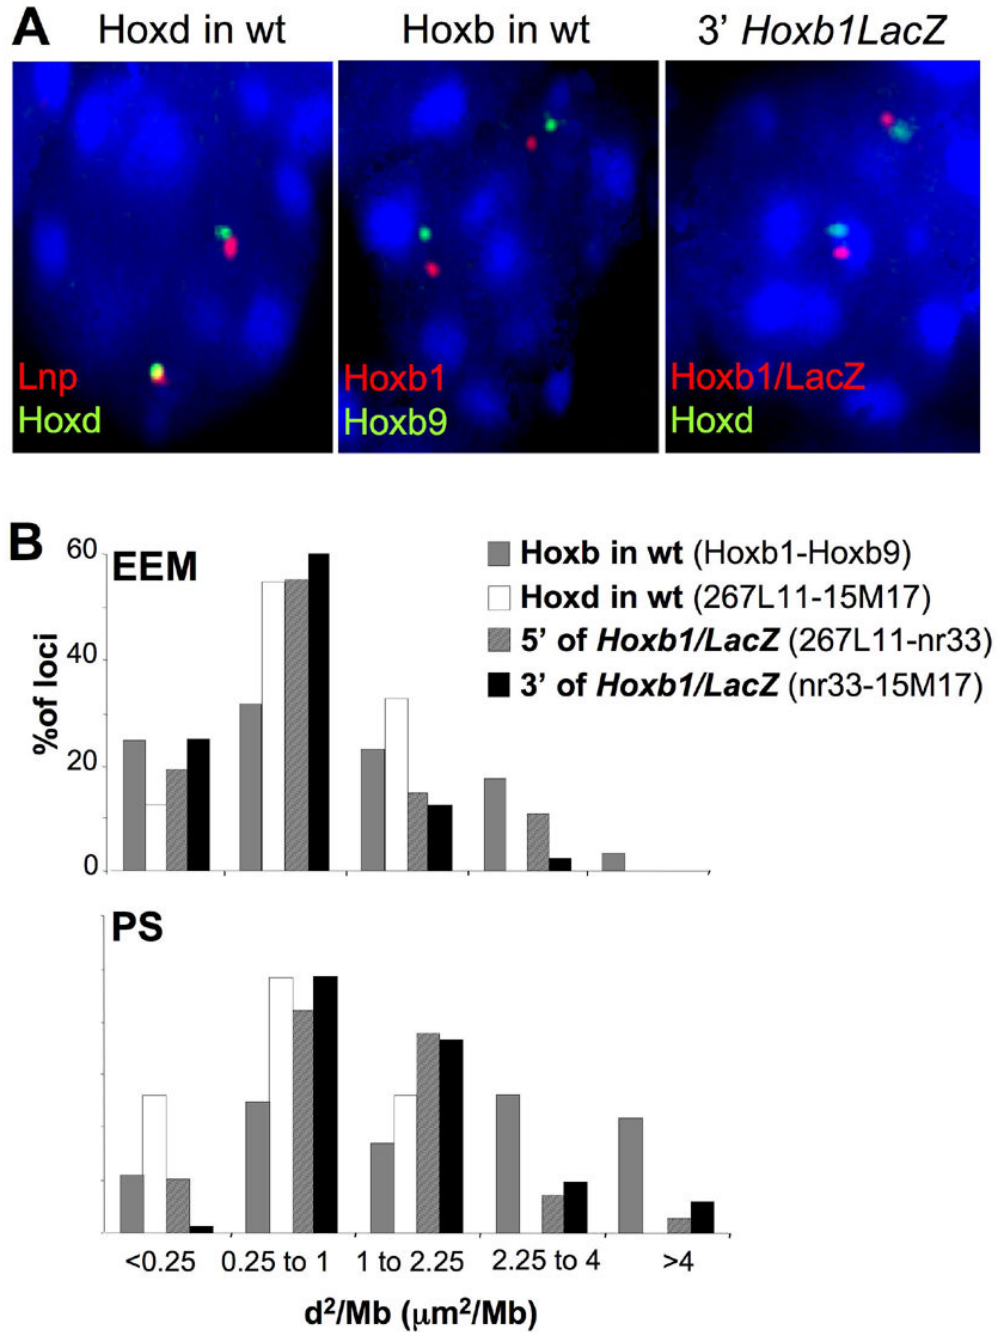 A
Hoxd in wt
Hoxb in wt
3’ Hoxb1LacZ
Lnp
Hoxd
Hoxb1
Hoxb9
Hoxb1/LacZ
Hoxd
B
EEM
60
40
20
0
%of loci
Hoxb in wt (Hoxb1-Hoxb9)
Hoxd in wt (267L11-15M17)
5’ of Hoxb1/LacZ (267L11-nr33)
3’ of Hoxb1/LacZ (nr33-15M17)
PS
<0.25 0.25 to 1 1 to 2.25 2.25 to 4 >4
d²/Mb (μm²/Mb)